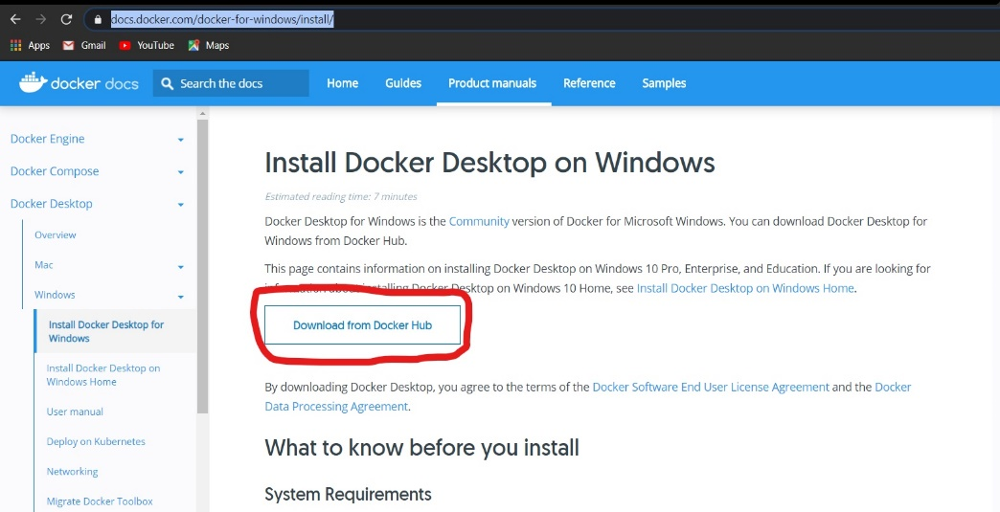 docs.docker.com/docker-for-windows/install/
Apps Gmail YouTube Maps
docker docs Search the docs Home Guides Product manuals Reference Samples
Docker Engine
Docker Compose
Docker Desktop
Overview
Mac
Windows
Install Docker Desktop for
Windows
Install Docker Desktop on
Windows Home
User manual
Deploy on Kubernetes
Networking
Migrate Docker Toolbox
Install Docker Desktop on Windows
Estimated reading time: 7 minutes
Docker Desktop for Windows is the Community version of Docker for Microsoft Windows. You can download Docker Desktop for
Windows from Docker Hub.
This page contains information on installing Docker Desktop on Windows 10 Pro, Enterprise, and Education. If you are looking for
information about installing Docker Desktop on Windows 10 Home, see Install Docker Desktop on Windows Home.
Download from Docker Hub
By downloading Docker Desktop, you agree to the terms of the Docker Software End User License Agreement and the Docker
Data Processing Agreement.
What to know before you install
System Requirements